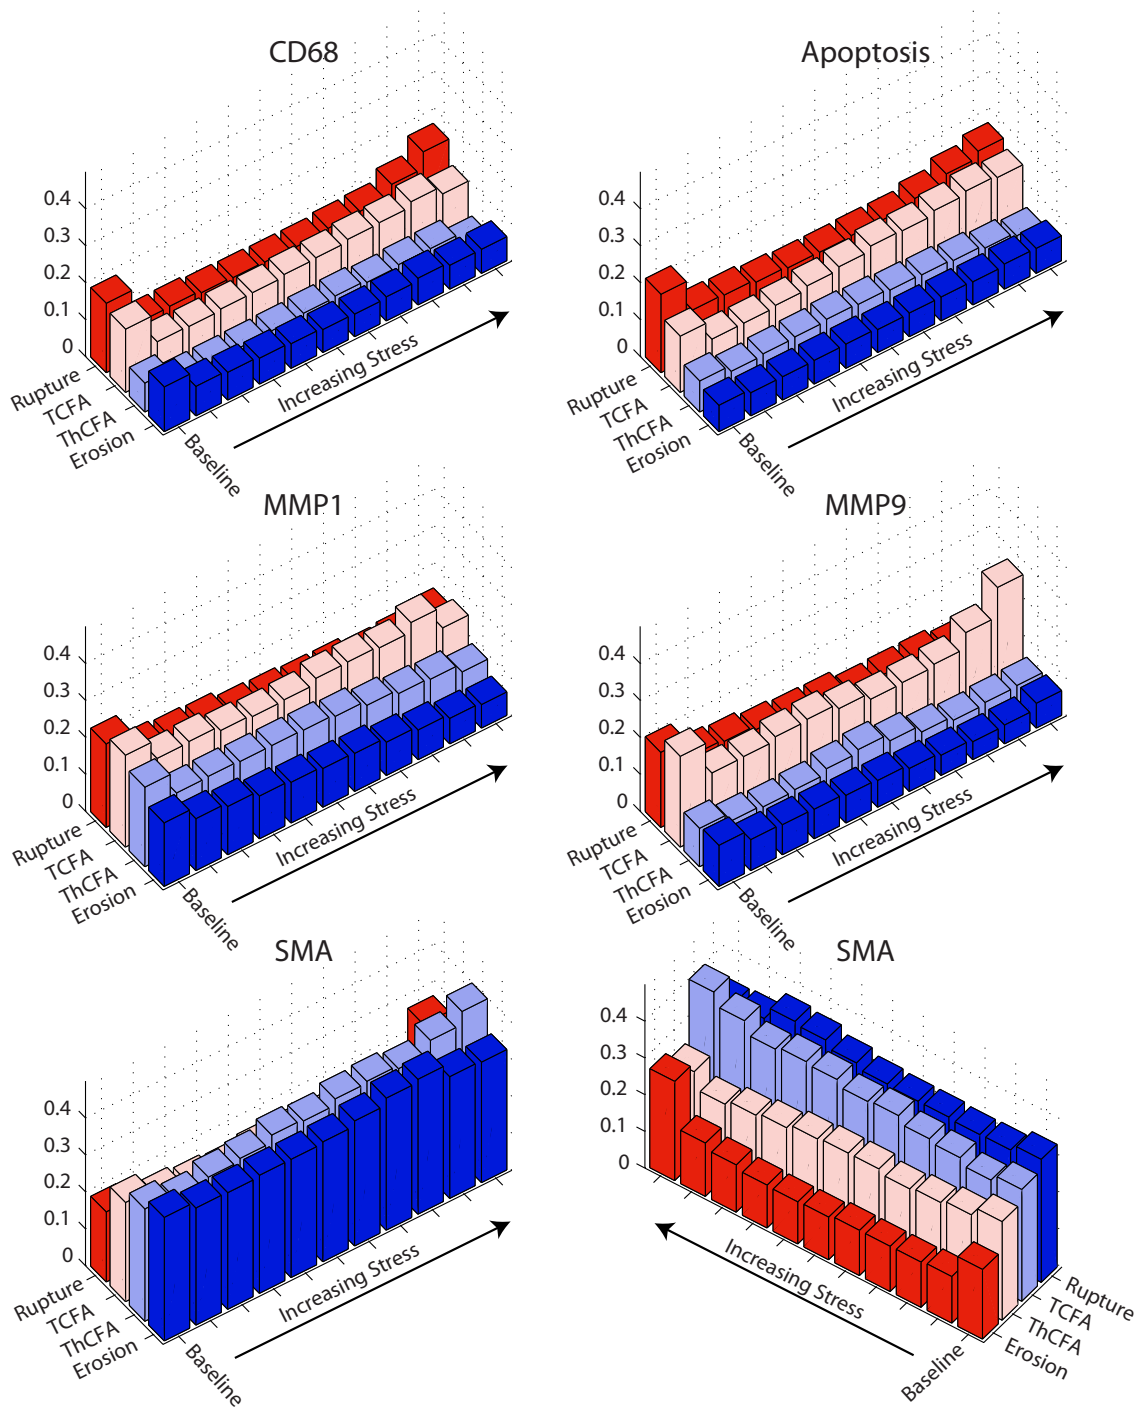 CD68
0.4
0.3
0.2
0.1
0
Rupture
TCFA
ThCFA
Erosion
Baseline
Increasing Stress
Apoptosis
0.4
0.3
0.2
0.1
0
Rupture
TCFA
ThCFA
Erosion
Baseline
Increasing Stress
MMP1
0.4
0.3
0.2
0.1
0
Rupture
TCFA
ThCFA
Erosion
Baseline
Increasing Stress
MMP9
0.4
0.3
0.2
0.1
0
Rupture
TCFA
ThCFA
Erosion
Baseline
Increasing Stress
SMA
0.4
0.3
0.2
0.1
0
Rupture
TCFA
ThCFA
Erosion
Baseline
Increasing Stress
SMA
0.4
0.3
0.2
0.1
0
Increasing Stress
Baseline
Rupture
TCFA
ThCFA
Erosion